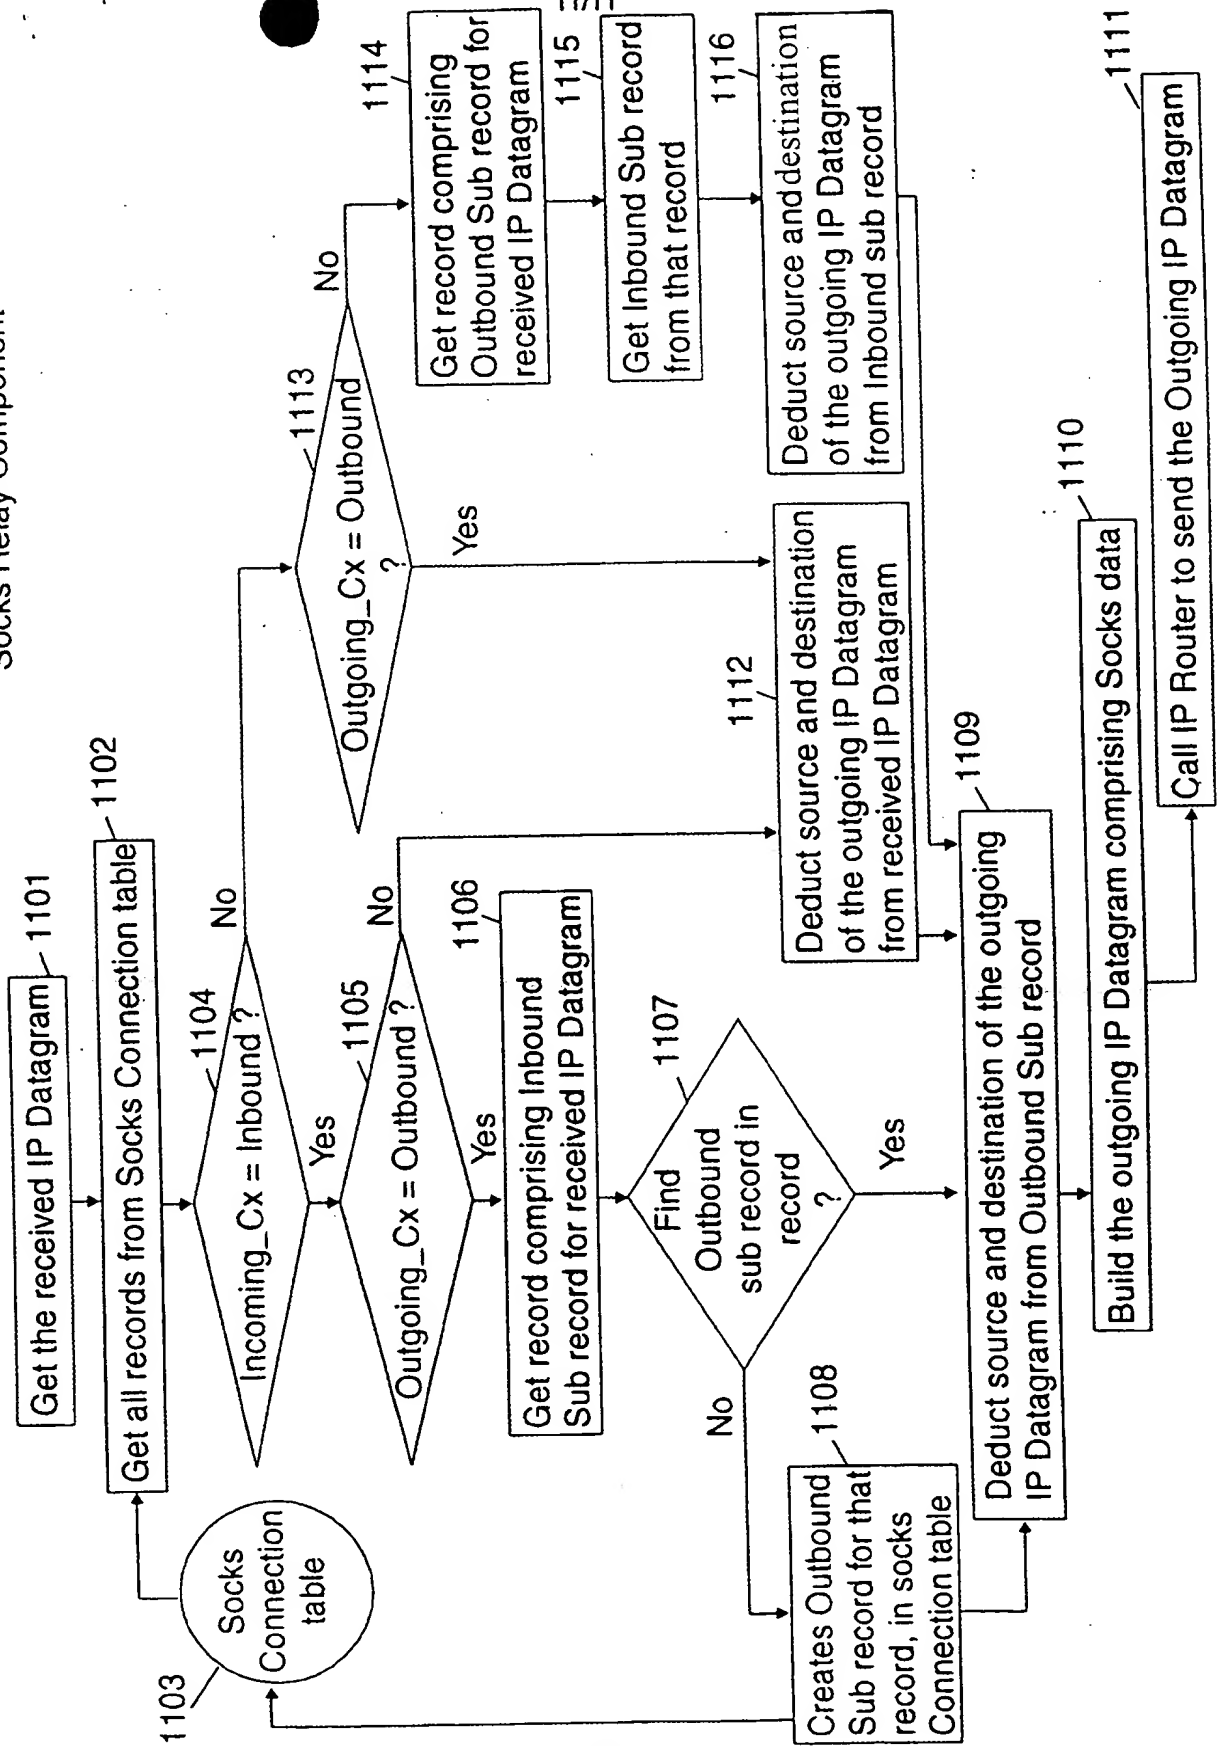 Socks Relay Component
Get the received IP Datagram
1101
Get all records from Socks Connection table
1102
Socks
Connection
table
1103
Incoming_Cx = Inbound ?
1104
No
Yes
Outgoing_Cx = Outbound ?
1105
No
Yes
Get record comprising Inbound
Sub record for received IP Datagram
1106
Find
Outbound
sub record in
record
?
1107
No
Yes
Creates Outbound
Sub record for that
record, in socks
Connection table
1108
Outgoing_Cx = Outbound
?
1113
No
Yes
Get record comprising
Outbound Sub record for
received IP Datagram
1114
Get Inbound Sub record
from that record
1115
Deduct source and destination
of the outgoing IP Datagram
from Inbound sub record
1116
Deduct source and destination
of the outgoing IP Datagram
from received IP Datagram
1112
Deduct source and destination of the outgoing
IP Datagram from Outbound Sub record
1109
Build the outgoing IP Datagram comprising Socks data
1110
Call IP Router to send the Outgoing IP Datagram
1111